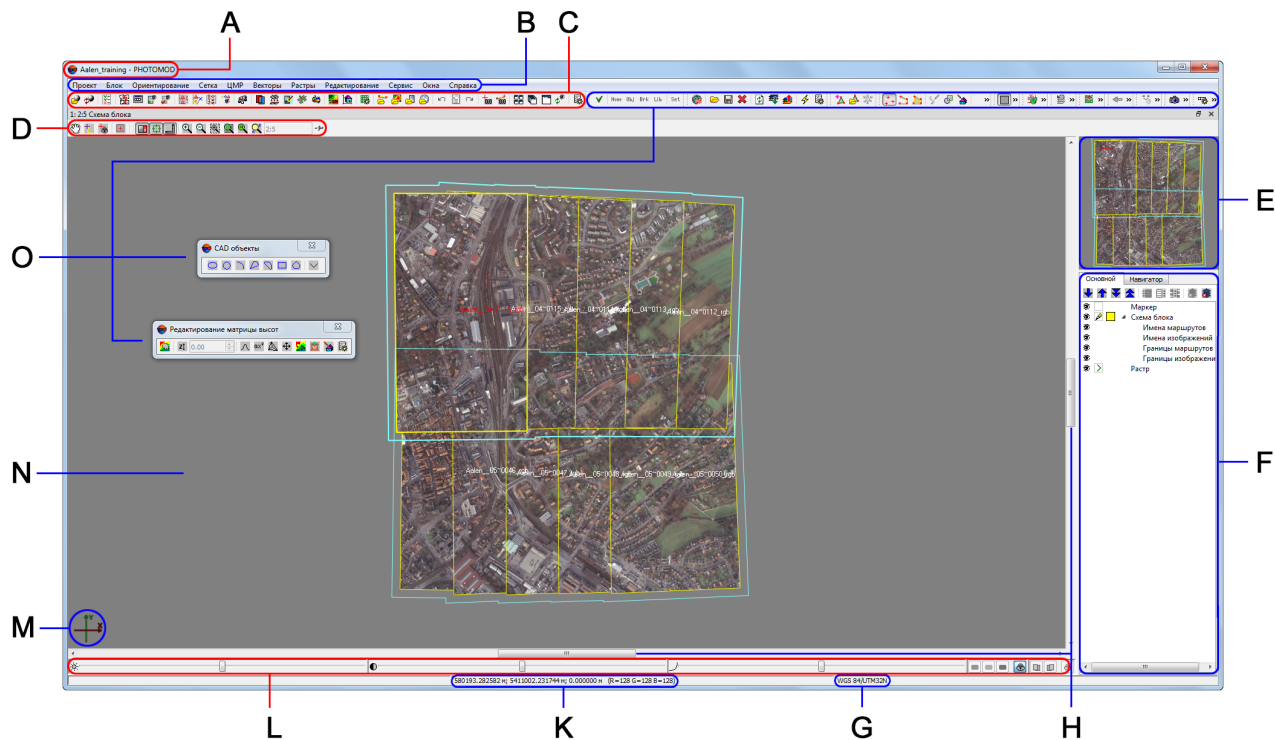 A
B
C
Aalen_training - PHOTOMOD
Проект Блок Ориентирование Сетка ЦМР Векторы Растры Редактирование Сервис Окна Справка
1: 2:5 Схема блока
D
2:5
E
O
CAD объекты
Редактирование матрицы высот
0.00
Основной Навигатор
Маркер
Схема блока
Имена маршрутов
Имена изображений
Границы маршрутов
Границы изображени
Растр
F
N
M
580193.282582 м; 5411002.231744 м; 0.000000 м (R=128 G=128 B=128)
WGS 84/UTM32N
L
K
G
H